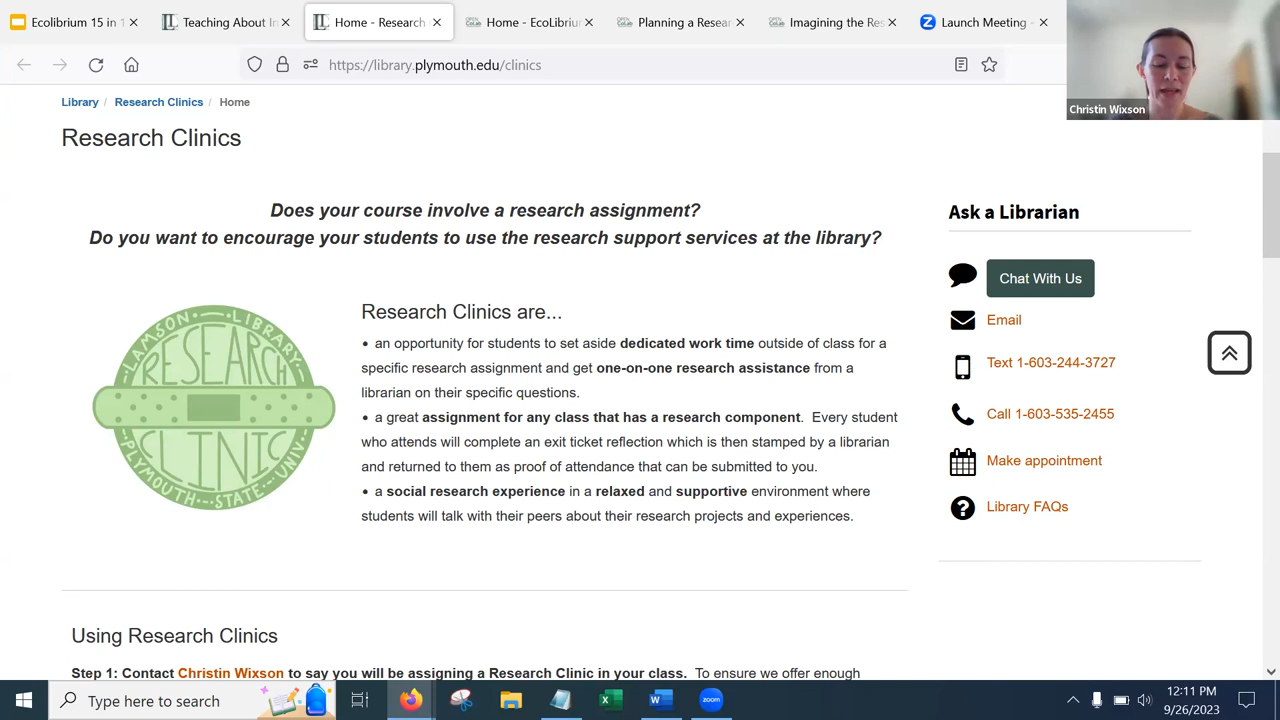 Ecolibrium 15 in 1
Teaching About In
Home - Research
Home - EcoLibriu
Planning a Resear
Imagining the Res
Launch Meeting -
https://library.plymouth.edu/clinics
Christin Wixson
Library / Research Clinics / Home
Research Clinics
Does your course involve a research assignment?
Do you want to encourage your students to use the research support services at the library?
LAMSON LIBRARY
RESEARCH
CLINIC
PLYMOUTH STATE UNIV
Research Clinics are...
• an opportunity for students to set aside dedicated work time outside of class for a
specific research assignment and get one-on-one research assistance from a
librarian on their specific questions.
• a great assignment for any class that has a research component. Every student
who attends will complete an exit ticket reflection which is then stamped by a librarian
and returned to them as proof of attendance that can be submitted to you.
• a social research experience in a relaxed and supportive environment where
students will talk with their peers about their research projects and experiences.
Ask a Librarian
Chat With Us
Email
Text 1-603-244-3727
Call 1-603-535-2455
Make appointment
Library FAQs
Using Research Clinics
Step 1: Contact Christin Wixson to say you will be assigning a Research Clinic in your class. To ensure we offer enough
Type here to search
zoom
12:11 PM
9/26/2023